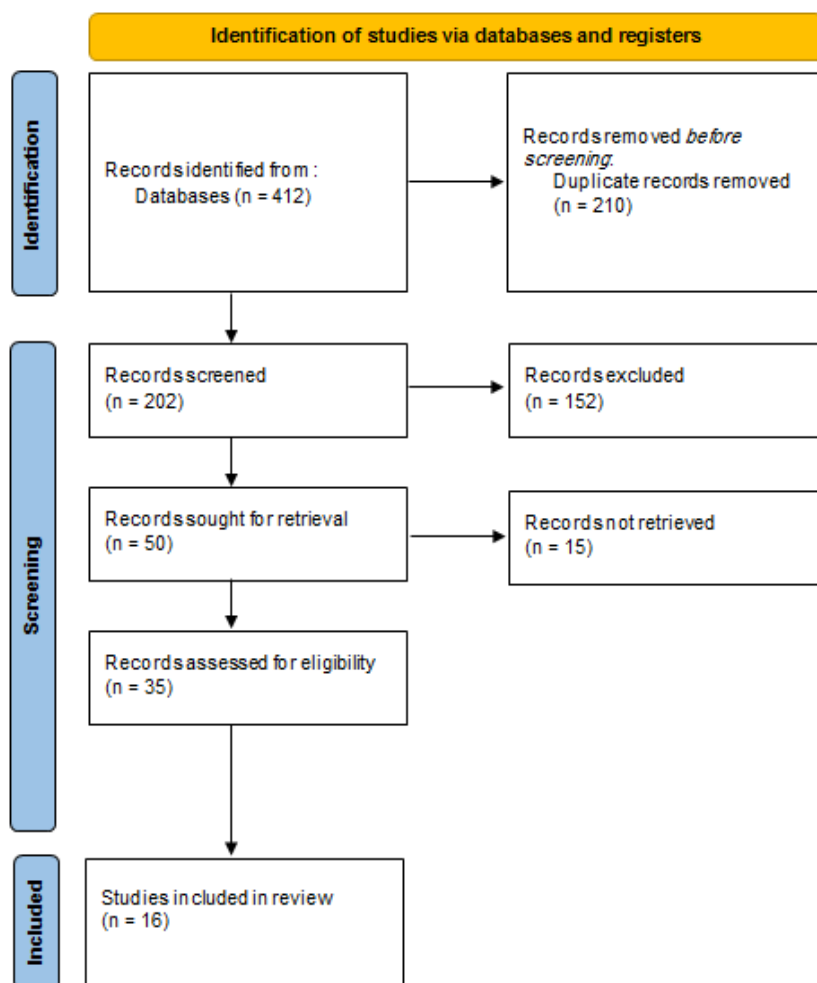 Identification of studies via databases and registers
Identification
Records identified from :
Databases (n = 412)
Records removed before
screening:
Duplicate records removed
(n = 210)
Screening
Records screened
(n = 202)
Records excluded
(n = 152)
Records sought for retrieval
(n = 50)
Records not retrieved
(n = 15)
Records assessed for eligibility
(n = 35)
Included
Studies included in review
(n = 16)